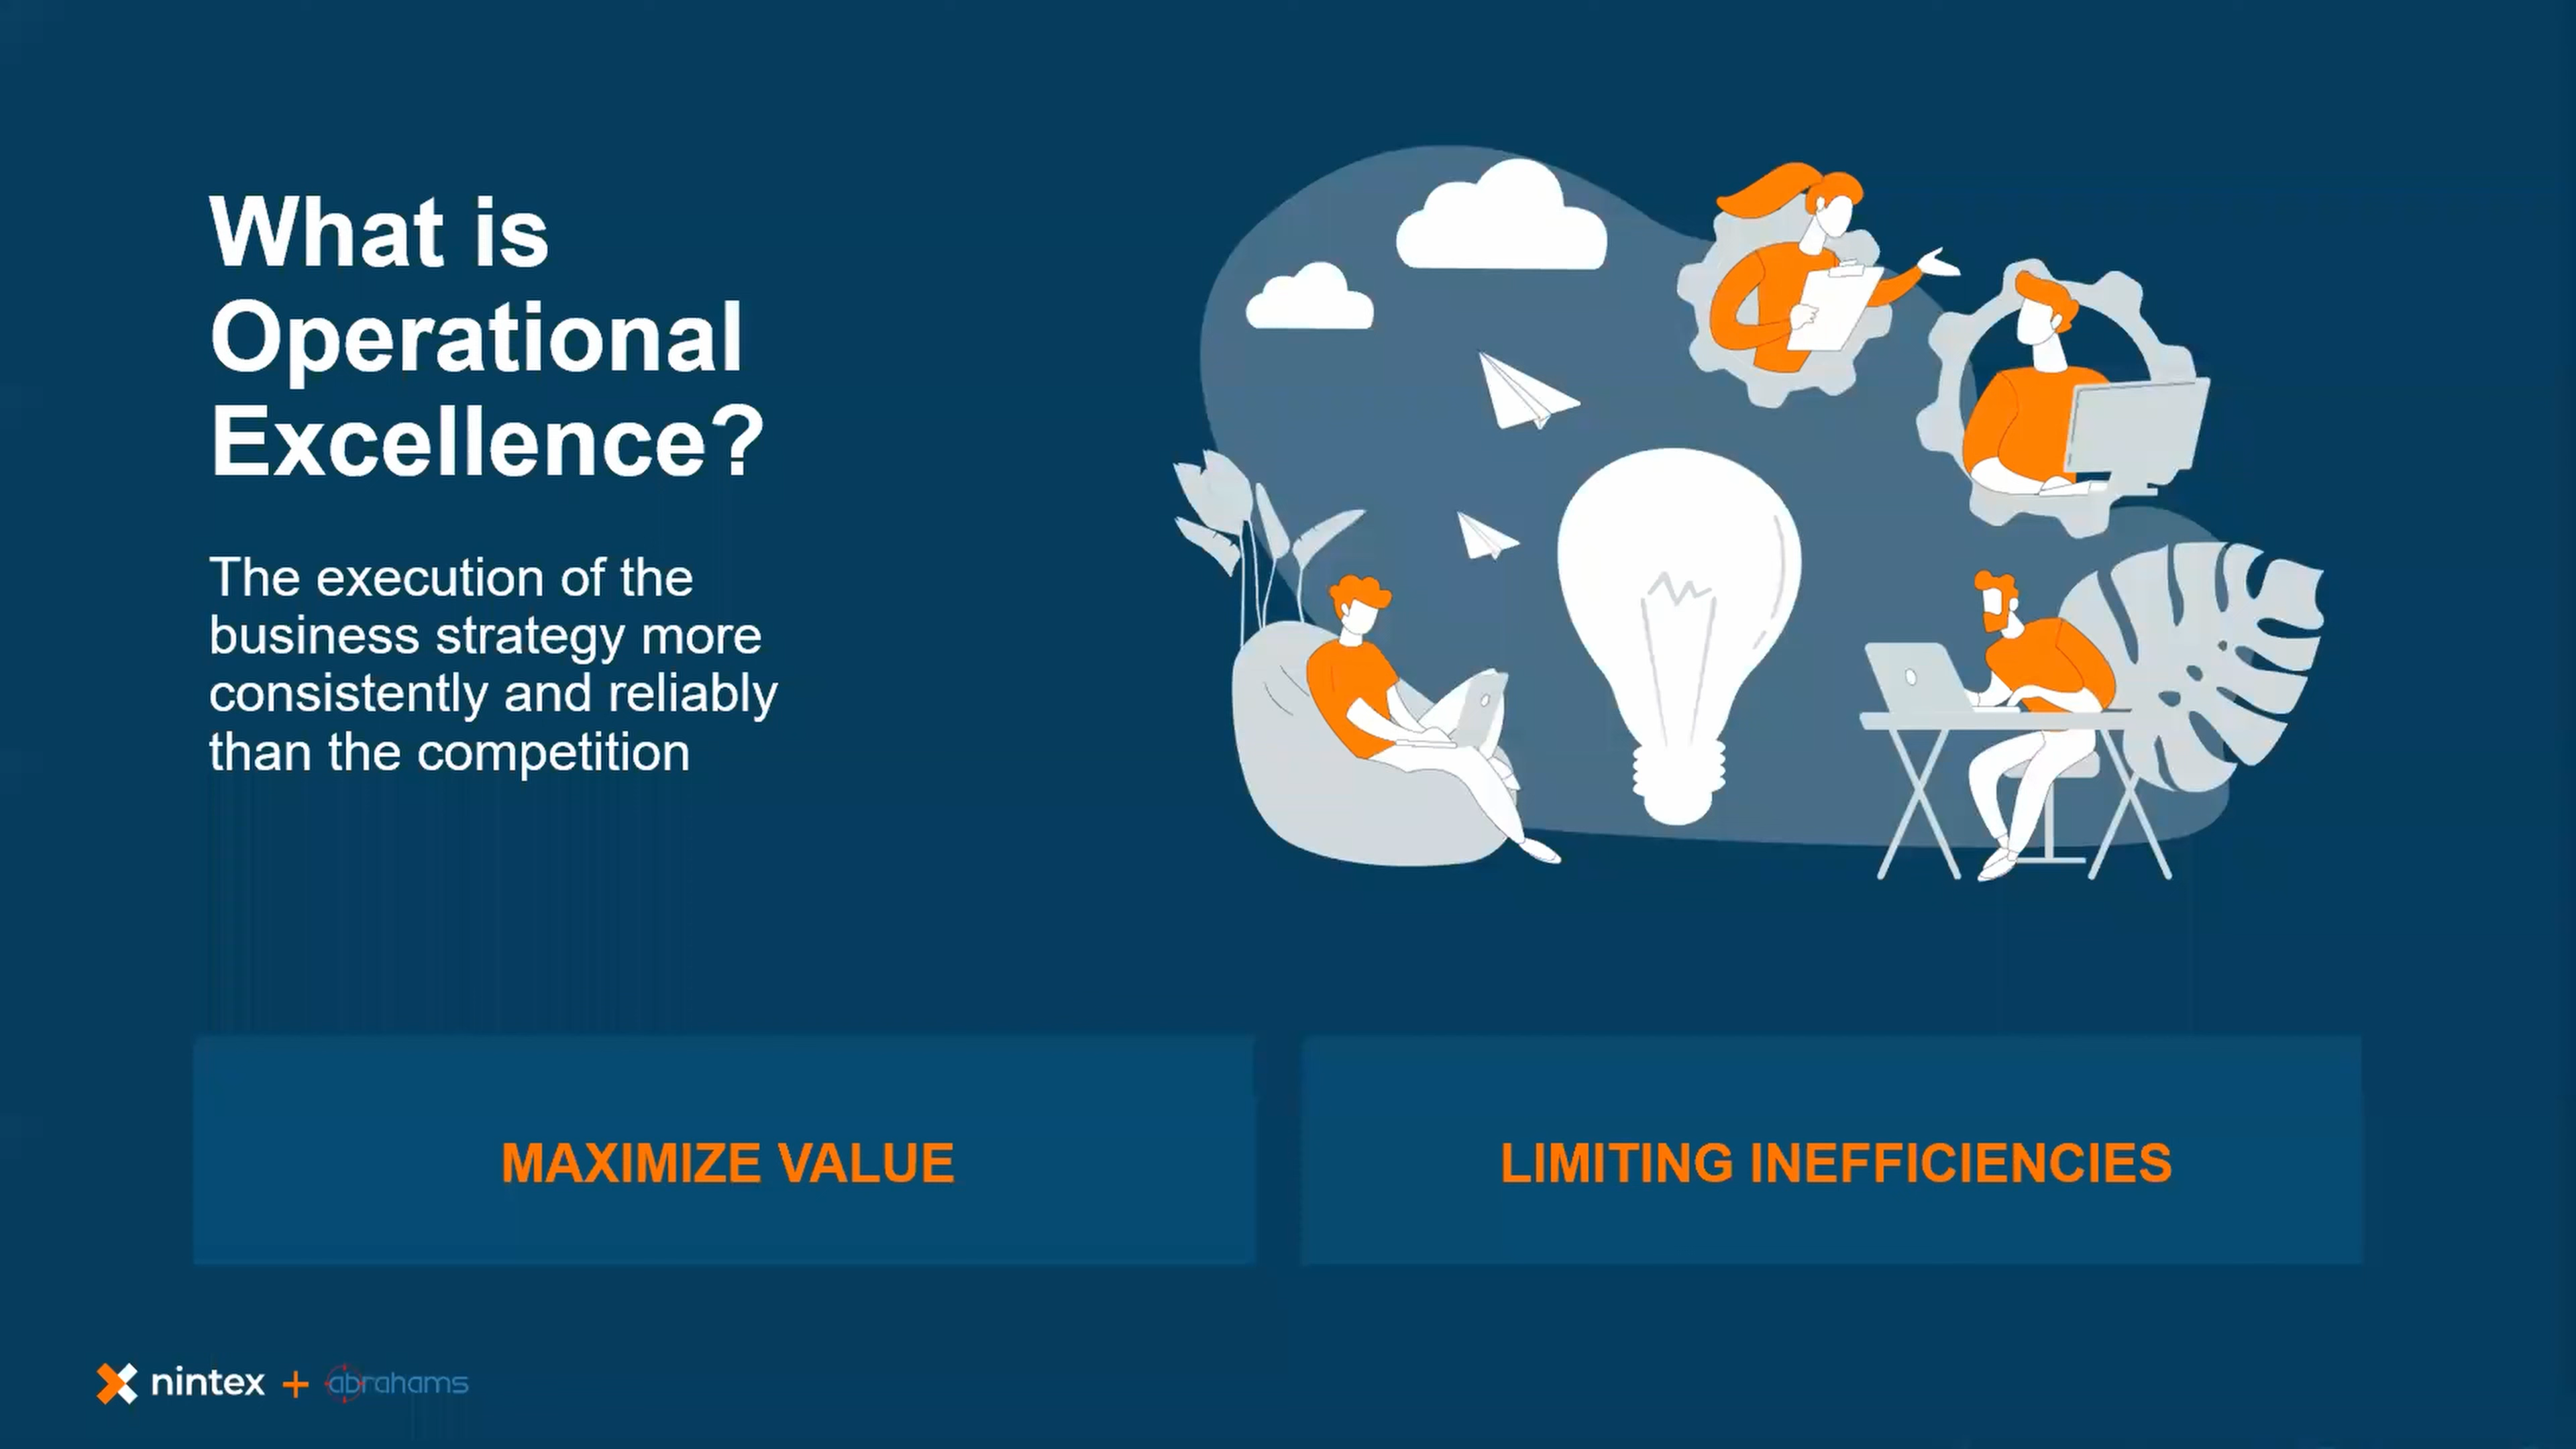 What is
Operational
Excellence?
The execution of the
business strategy more
consistently and reliably
than the competition
MAXIMIZE VALUE
LIMITING INEFFICIENCIES
nintex + abrahams